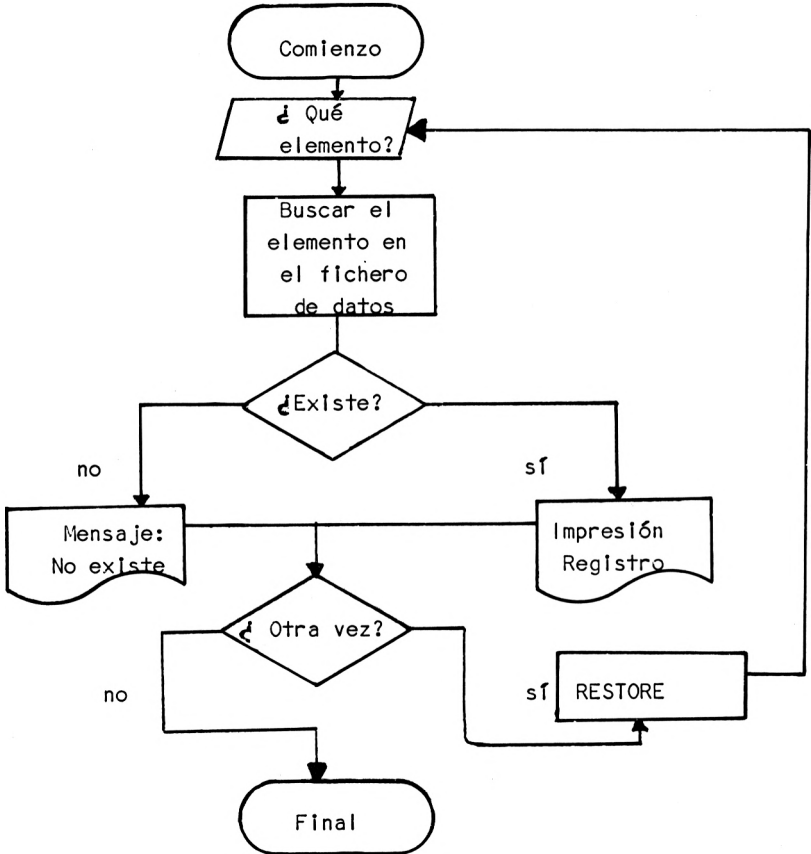 Comienzo
¿ Qué
elemento?
Buscar el
elemento en
el fichero
de datos
¿Existe?
no
sí
Mensaje:
No existe
Impresión
Registro
¿ Otra vez?
no
sí
RESTORE
Final